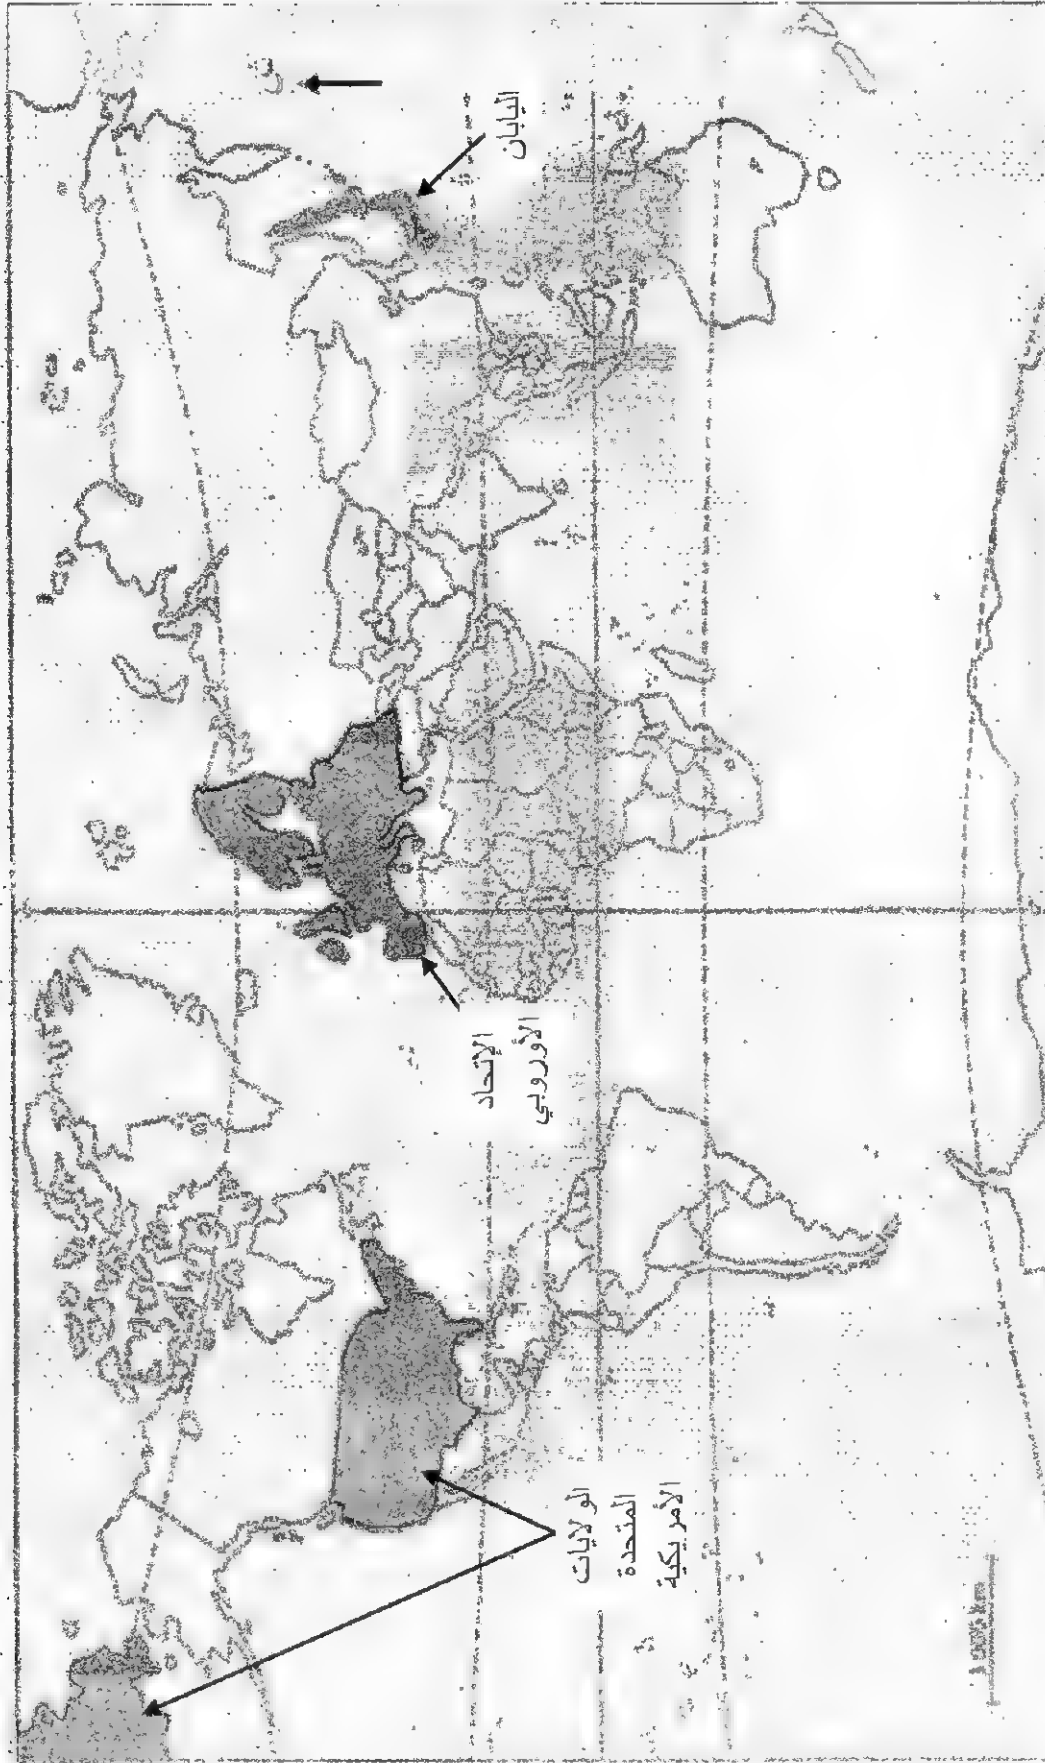 اليابان
الإتحاد
الأوروبي
الولايات
المتحدة
الأمريكية
ش